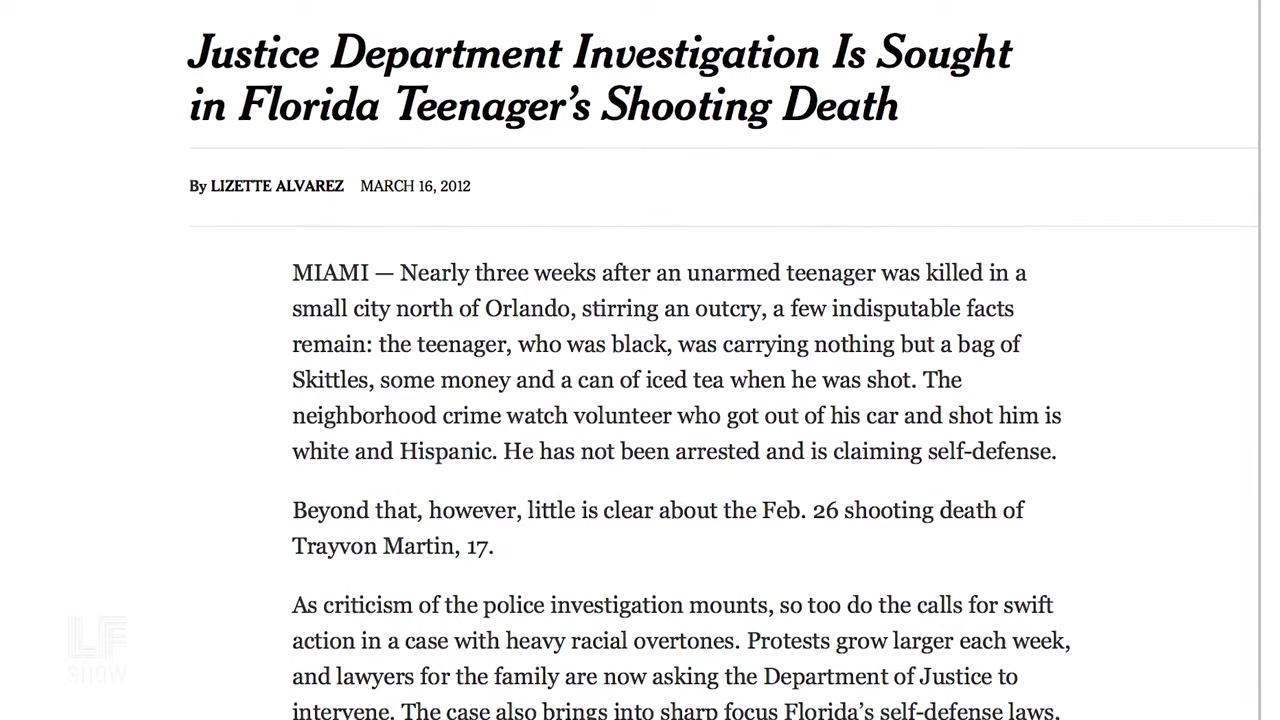 Justice Department Investigation Is Sought
in Florida Teenager’s Shooting Death
By LIZETTE ALVAREZ MARCH 16, 2012
MIAMI — Nearly three weeks after an unarmed teenager was killed in a
small city north of Orlando, stirring an outcry, a few indisputable facts
remain: the teenager, who was black, was carrying nothing but a bag of
Skittles, some money and a can of iced tea when he was shot. The
neighborhood crime watch volunteer who got out of his car and shot him is
white and Hispanic. He has not been arrested and is claiming self-defense.
Beyond that, however, little is clear about the Feb. 26 shooting death of
Trayvon Martin, 17.
As criticism of the police investigation mounts, so too do the calls for swift
action in a case with heavy racial overtones. Protests grow larger each week,
and lawyers for the family are now asking the Department of Justice to
intervene. The case also brings into sharp focus Florida’s self-defense laws,
LF
SHOW